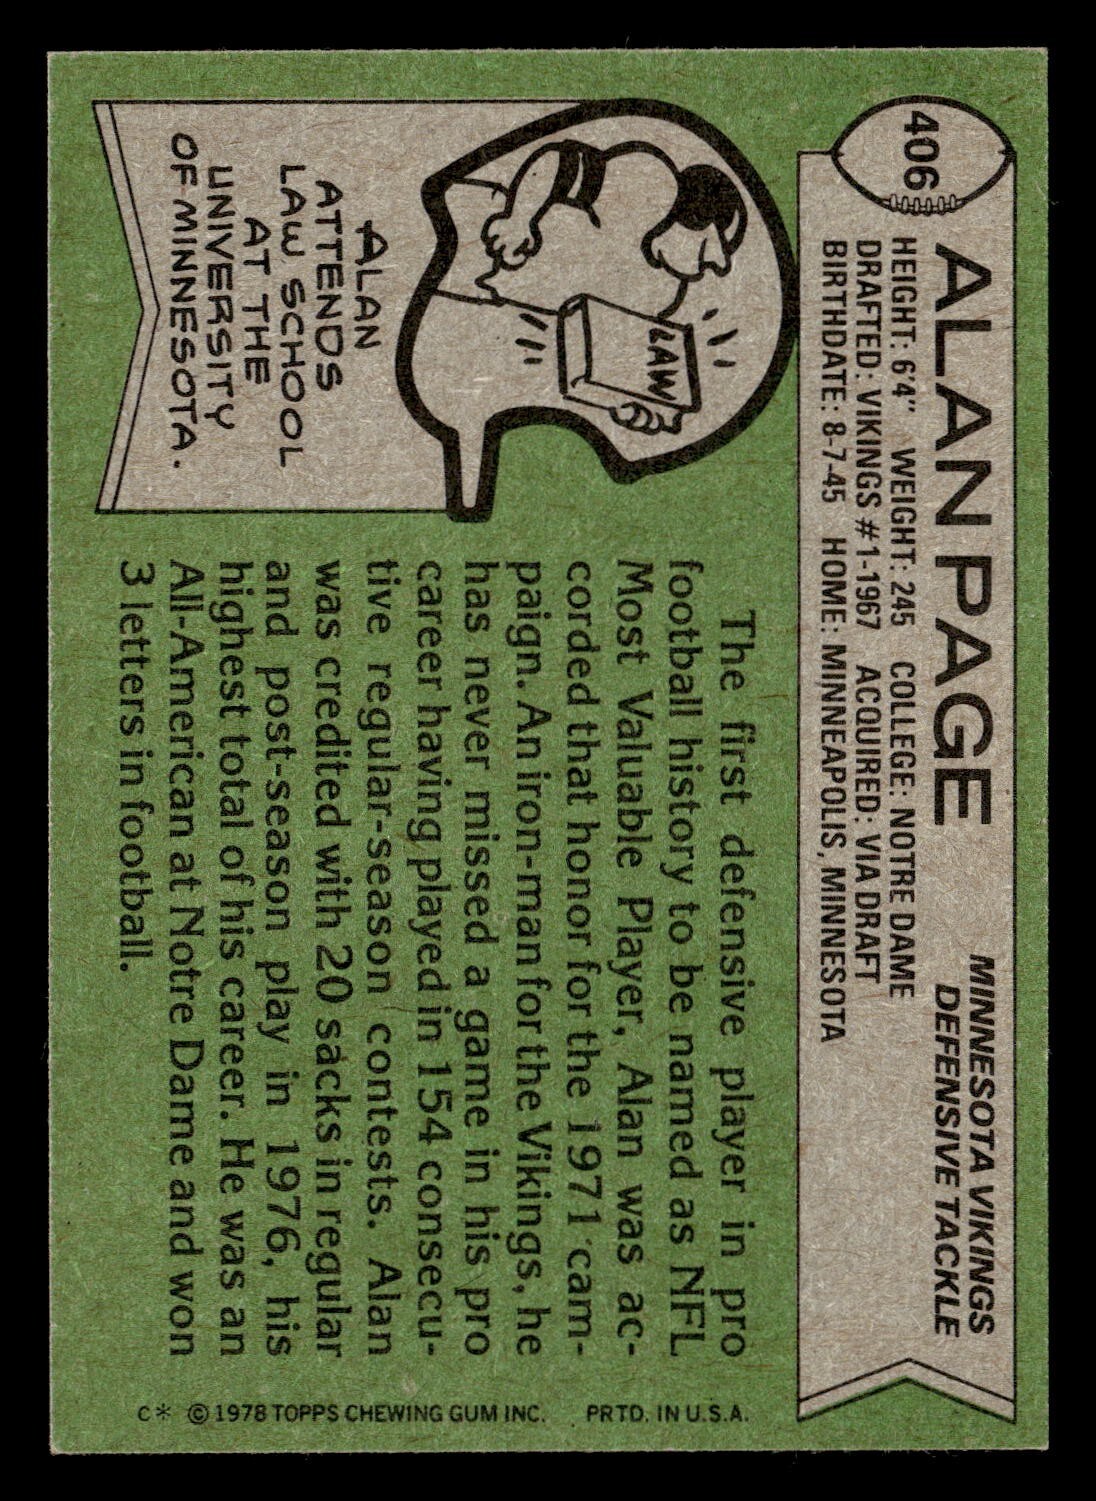 406
ALAN PAGE
MINNESOTA VIKINGS
DEFENSIVE TACKLE
HEIGHT: 6'4" WEIGHT: 245 COLLEGE: NOTRE DAME
DRAFTED: VIKINGS #1-1967 ACQUIRED: VIA DRAFT
BIRTHDATE: 8-7-45 HOME: MINNEAPOLIS, MINNESOTA
LAW
ALAN
ATTENDS
LAW SCHOOL
AT THE
UNIVERSITY
OF MINNESOTA.
The first defensive player in pro
football history to be named as NFL
Most Valuable Player, Alan was ac-
corded that honor for the 1971 cam-
paign. An iron-man for the Vikings, he
has never missed a game in his pro
career having played in 154 consecu-
tive regular-season contests. Alan
was credited with 20 sacks in regular
and post-season play in 1976, his
highest total of his career. He was an
All-American at Notre Dame and won
3 letters in football.
C* © 1978 TOPPS CHEWING GUM INC. PRTD. IN U.S.A.